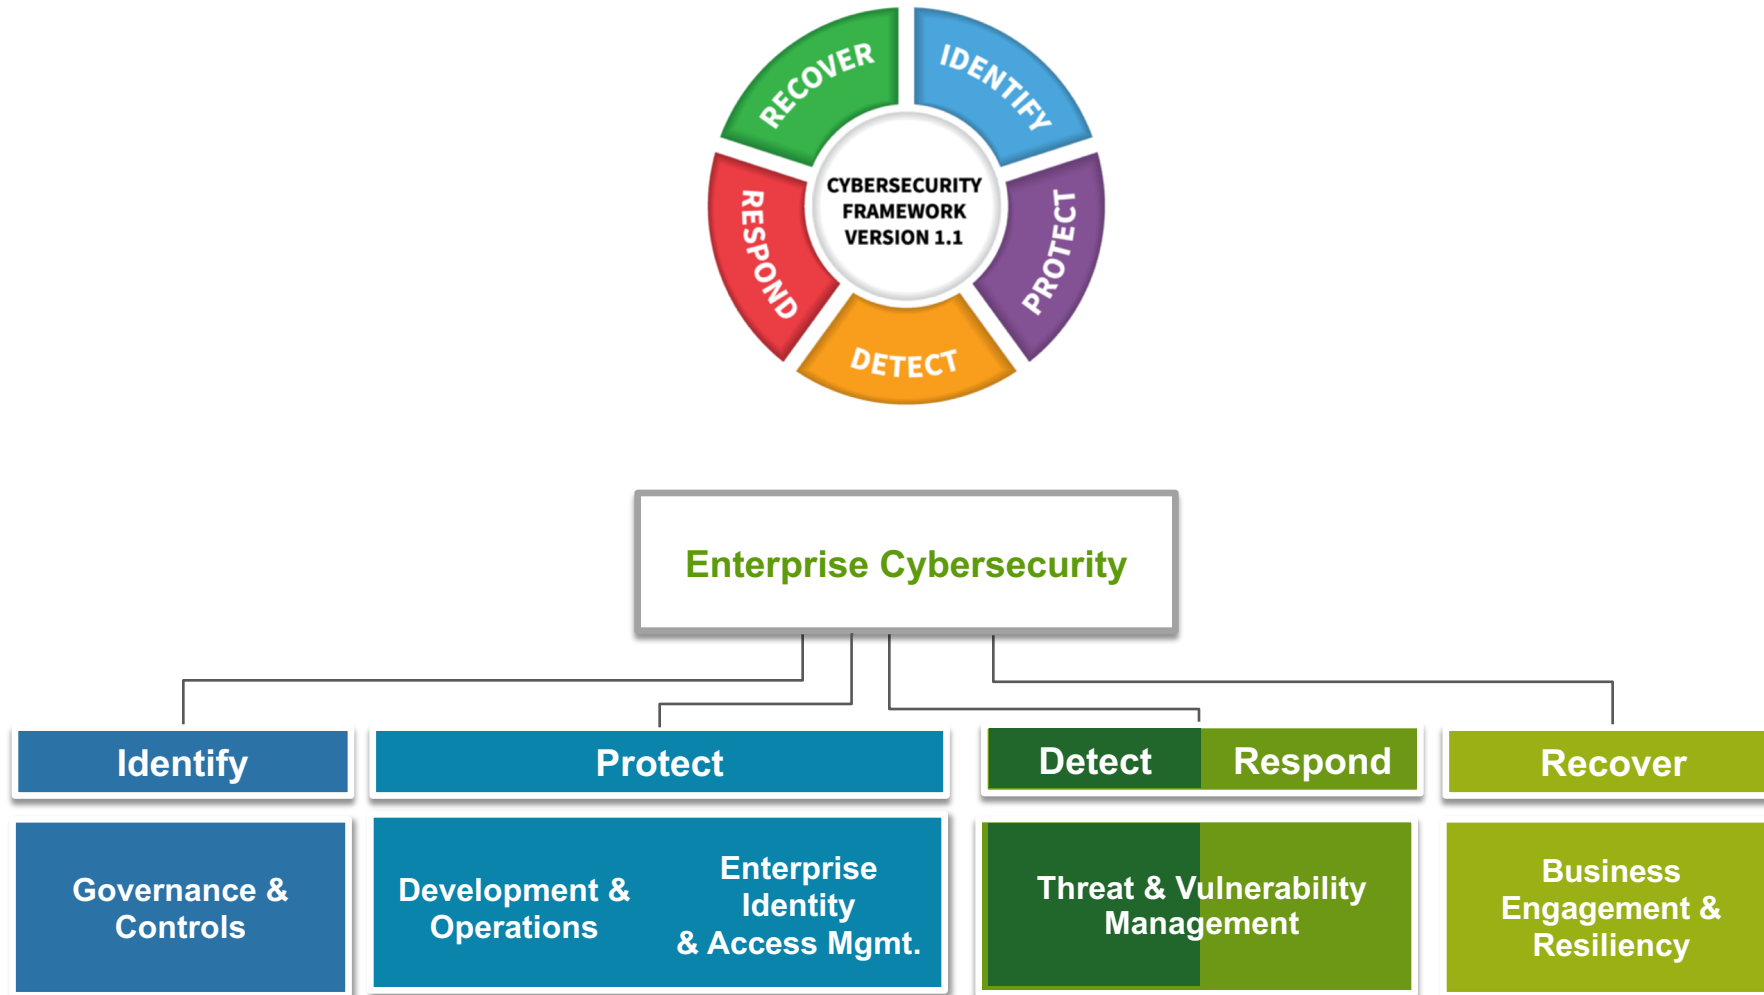 RECOVER
IDENTIFY
PROTECT
DETECT
RESPOND
CYBERSECURITY
FRAMEWORK
VERSION 1.1
Enterprise Cybersecurity
Identify
Protect
Detect
Respond
Recover
Governance &
Controls
Development &
Operations
Enterprise
Identity
& Access Mgmt.
Threat & Vulnerability
Management
Business
Engagement &
Resiliency